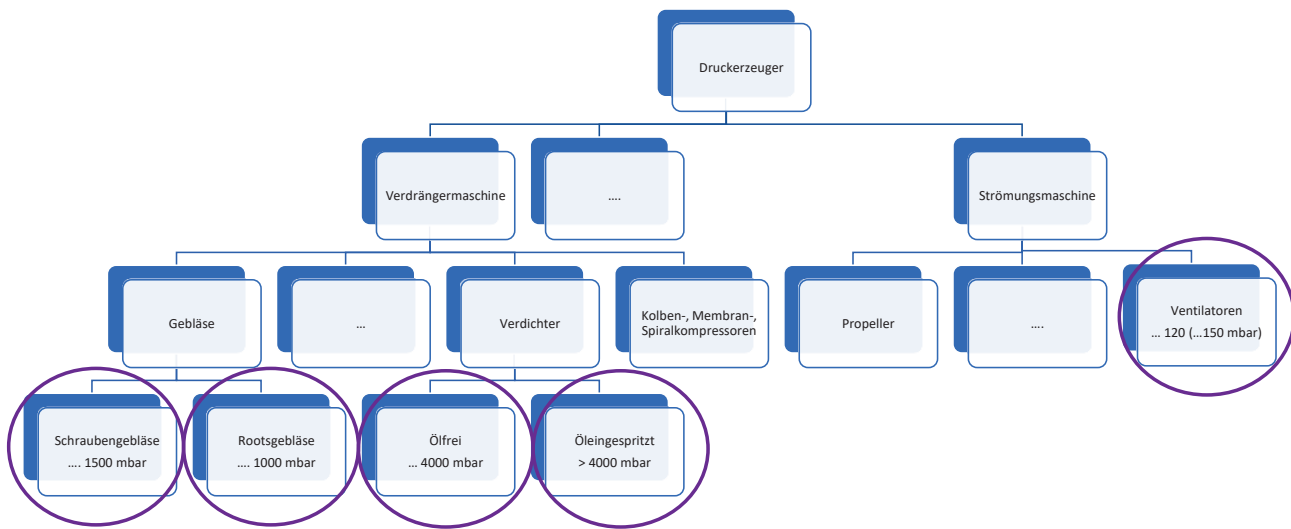 Druckerzeuger
Verdrängermaschine
….
Strömungsmaschine
Gebläse
…
Verdichter
Kolben-, Membran-,
Spiralkompressoren
Propeller
….
Ventilatoren
… 120 (…150 mbar)
Schraubengebläse
…. 1500 mbar
Rootsgebläse
…. 1000 mbar
Ölfrei
… 4000 mbar
Öleingespritzt
> 4000 mbar